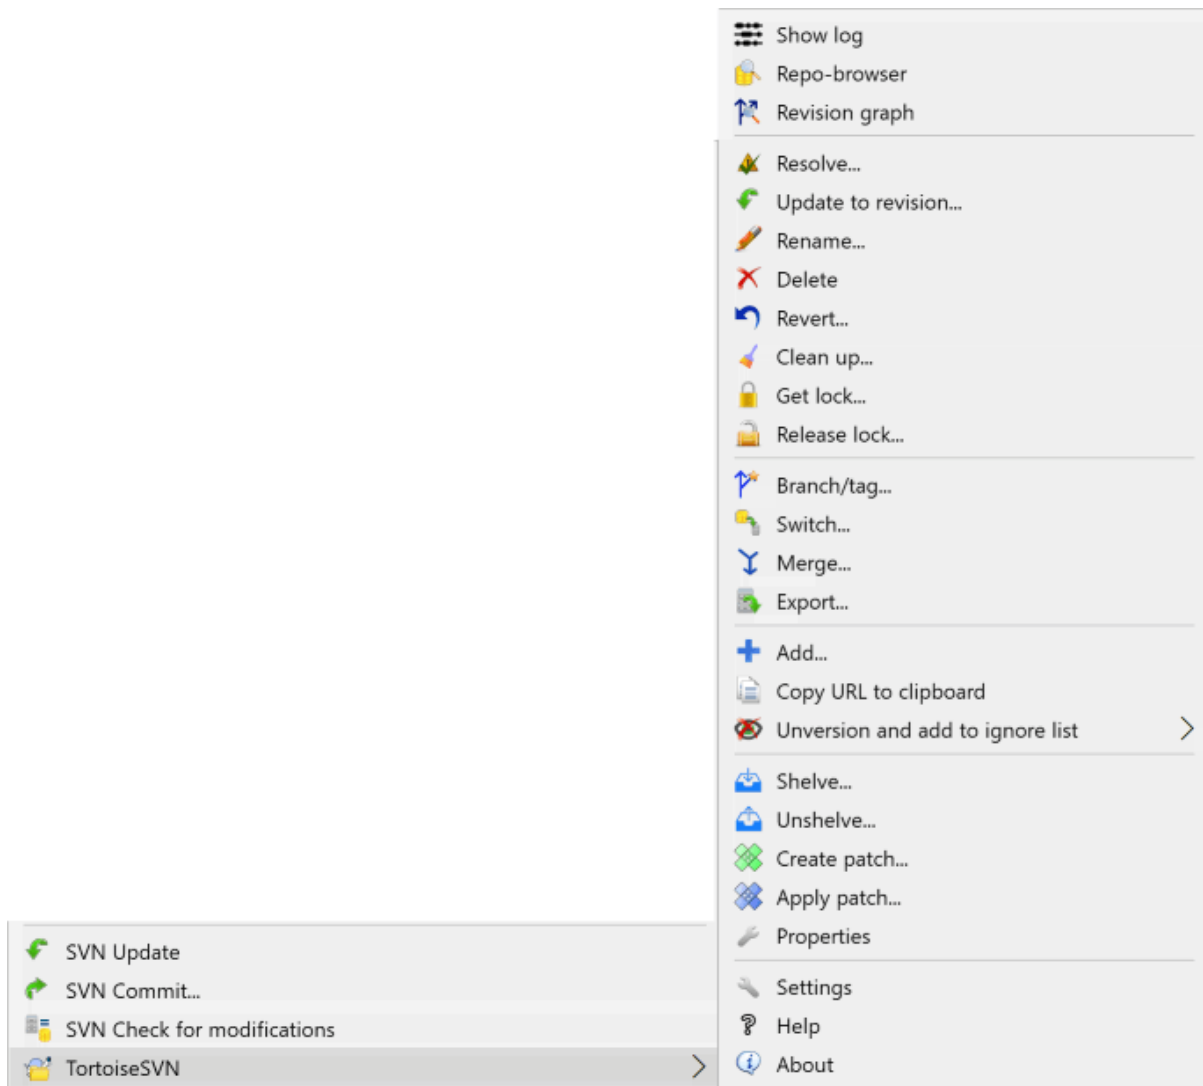 Show log
Repo-browser
Revision graph
Resolve...
Update to revision...
Rename...
Delete
Revert...
Clean up...
Get lock...
Release lock...
Branch/tag...
Switch...
Merge...
Export...
Add...
Copy URL to clipboard
Unversion and add to ignore list
Shelve...
Unshelve...
Create patch...
Apply patch...
Properties
Settings
Help
About
SVN Update
SVN Commit...
SVN Check for modifications
TortoiseSVN